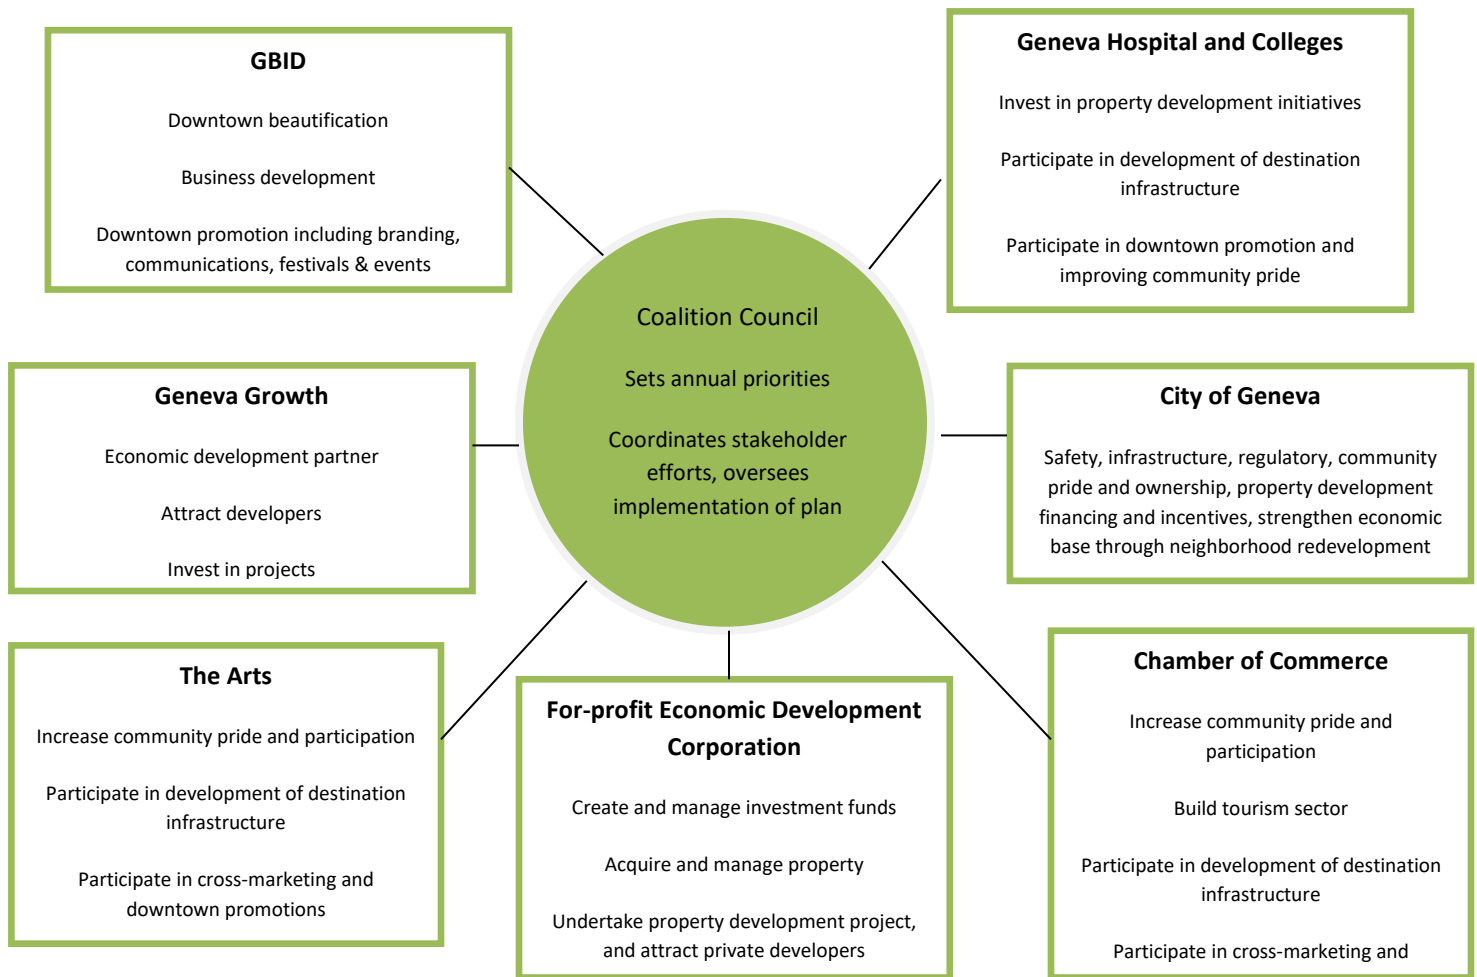 GBID
Downtown beautification
Business development
Downtown promotion including branding,
communications, festivals & events
Geneva Hospital and Colleges
Invest in property development initiatives
Participate in development of destination
infrastructure
Participate in downtown promotion and
improving community pride
Coalition Council
Sets annual priorities
Coordinates stakeholder
efforts, oversees
implementation of plan
Geneva Growth
Economic development partner
Attract developers
Invest in projects
City of Geneva
Safety, infrastructure, regulatory, community
pride and ownership, property development
financing and incentives, strengthen economic
base through neighborhood redevelopment
The Arts
Increase community pride and participation
Participate in development of destination
infrastructure
Participate in cross-marketing and
downtown promotions
For-profit Economic Development
Corporation
Create and manage investment funds
Acquire and manage property
Undertake property development project,
and attract private developers
Chamber of Commerce
Increase community pride and
participation
Build tourism sector
Participate in development of destination
infrastructure
Participate in cross-marketing and